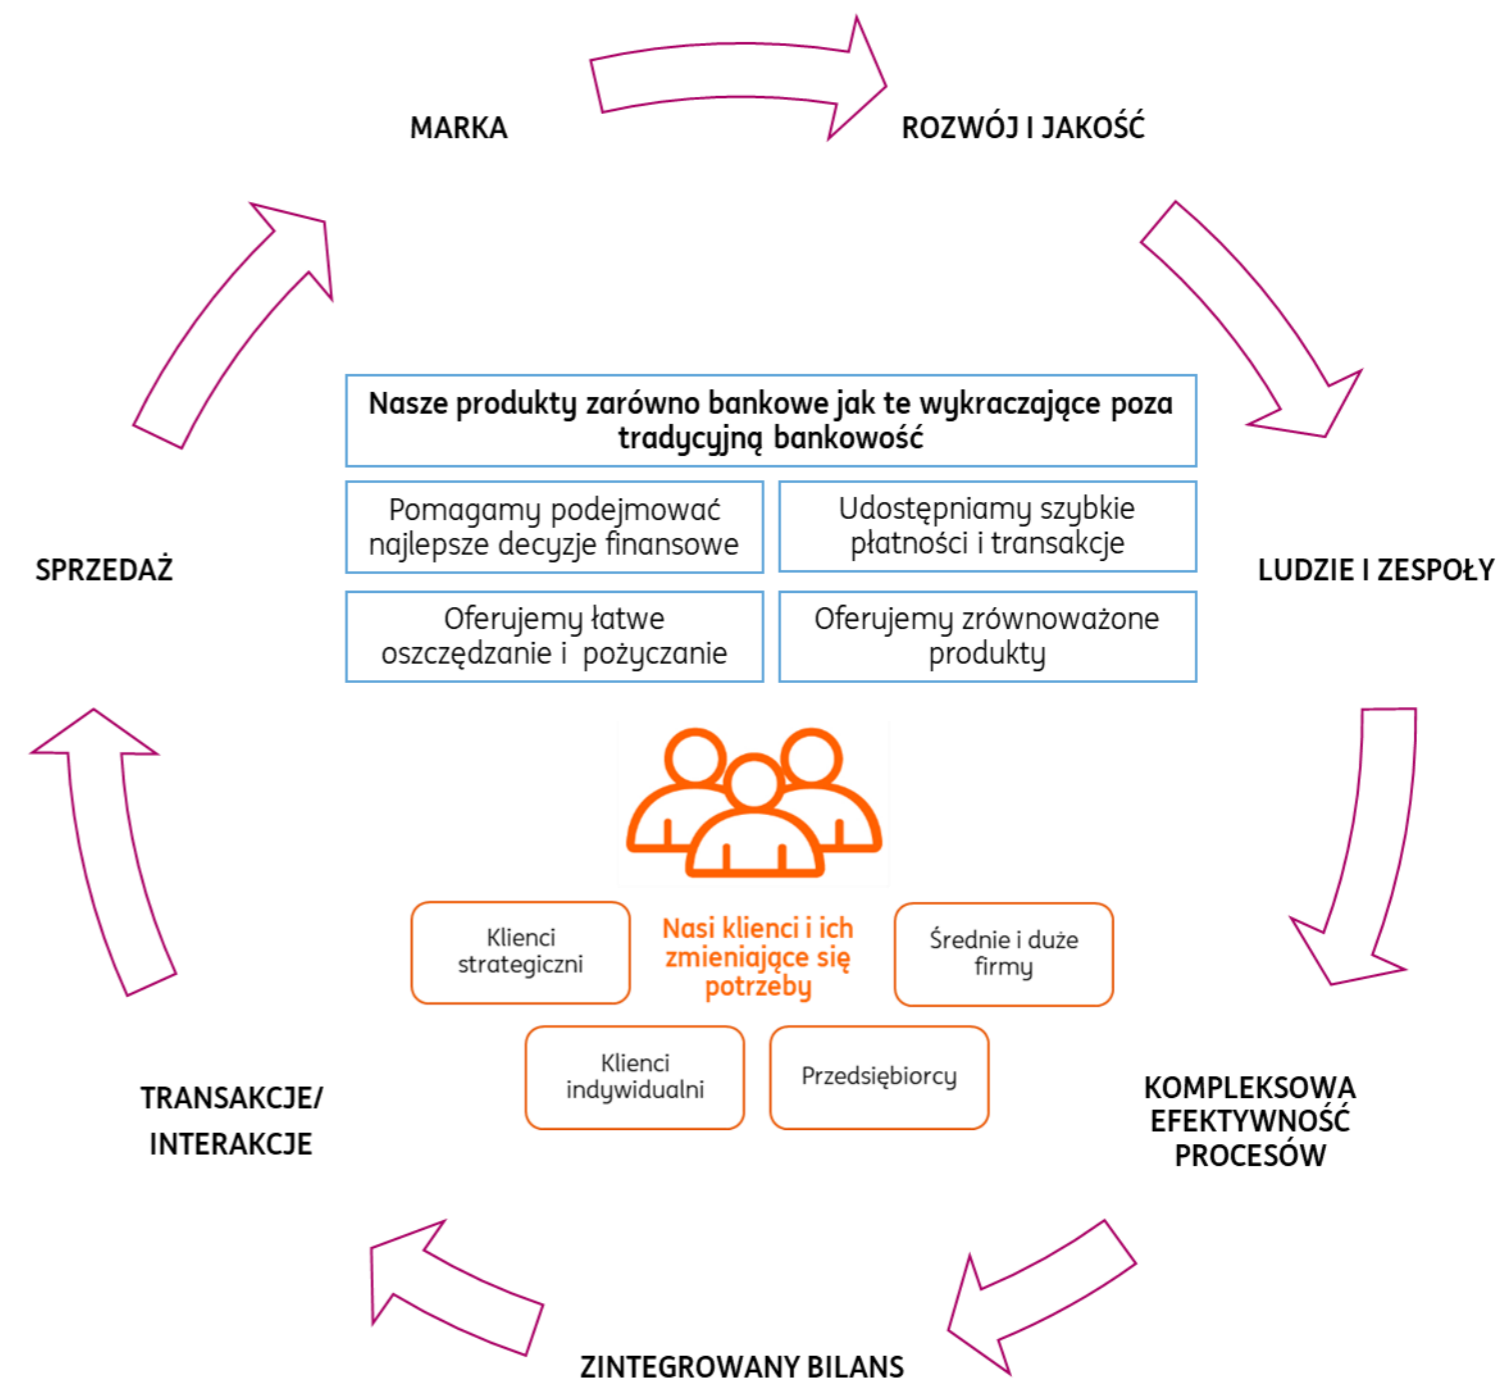 MARKA
ROZWÓJ I JAKOŚĆ
Nasze produkty zarówno bankowe jak te wykraczające poza
tradycyjną bankowość
Pomagamy podejmować
najlepsze decyzje finansowe
Udostępniamy szybkie
płatności i transakcje
SPRZEDAŻ
LUDZIE I ZESPOŁY
Oferujemy łatwe
oszczędzanie i pożyczanie
Oferujemy zrównoważone
produkty
Klienci
strategiczni
Nasi klienci i ich
zmieniające się
potrzeby
Średnie i duże
firmy
Klienci
indywidualni
Przedsiębiorcy
TRANSAKCJE/
INTERAKCJE
KOMPLEKSOWA
EFEKTYWNOŚĆ
PROCESÓW
ZINTEGROWANY BILANS